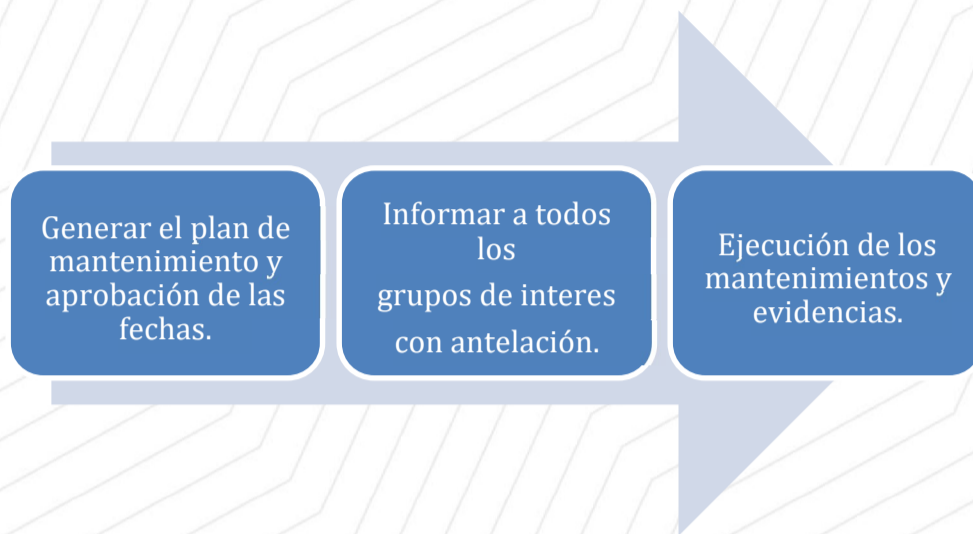 Generar el plan de
mantenimiento y
aprobación de las
fechas.
Informar a todos
los
grupos de interes
con antelación.
Ejecución de los
mantenimientos y
evidencias.